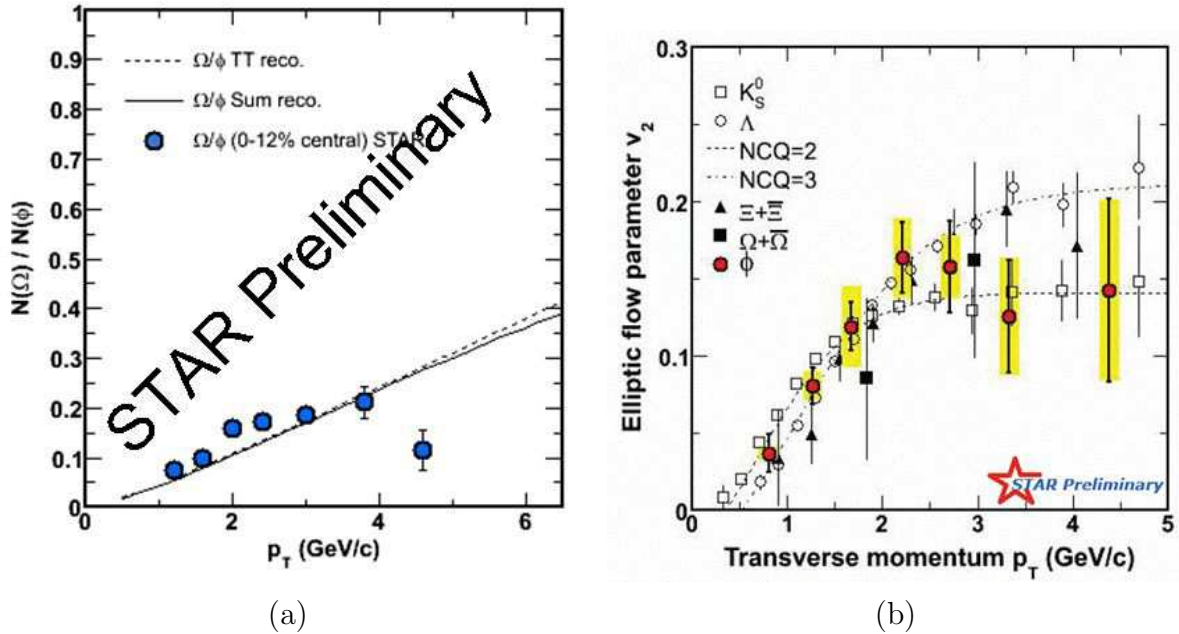 1
0.9
0.8
0.7
0.6
0.5
0.4
0.3
0.2
0.1
0
N(Ω) / N(ϕ)
Ω/ϕ TT reco.
Ω/ϕ Sum reco.
Ω/ϕ (0-12% central) STAR
STAR Preliminary
0 2 4 6
p_T (GeV/c)
(a)
0.3
0.2
0.1
0
Elliptic flow parameter v_2
K_S^0
Λ
NCQ=2
NCQ=3
Ξ+Ξ̅
Ω+Ω̅
ϕ
STAR Preliminary
0 1 2 3 4 5
Transverse momentum p_T (GeV/c)
(b)